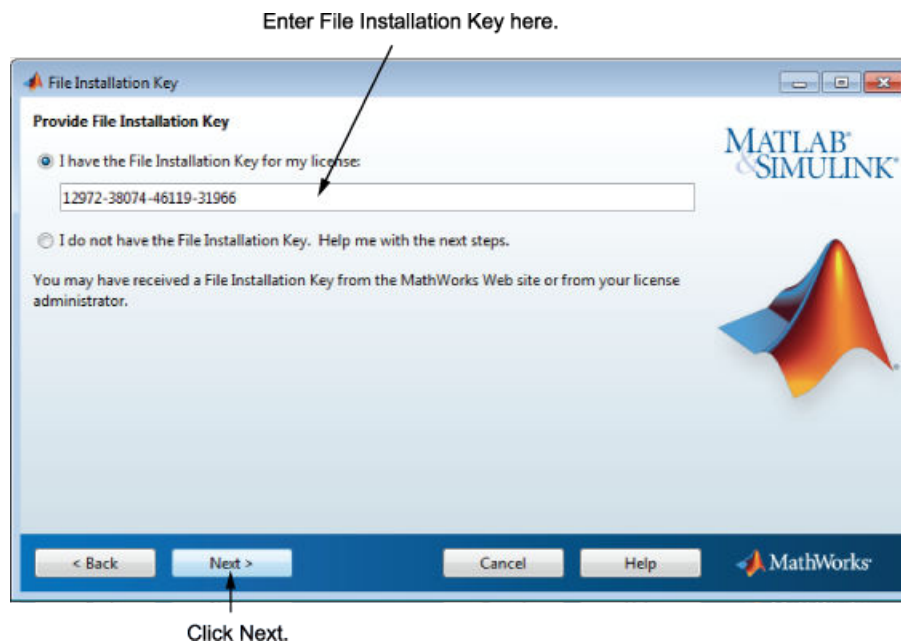 Enter File Installation Key here.
File Installation Key
Provide File Installation Key
I have the File Installation Key for my license:
12972-38074-46119-31966
I do not have the File Installation Key. Help me with the next steps.
You may have received a File Installation Key from the MathWorks Web site or from your license
administrator.
MATLAB®
&SIMULINK®
< Back
Next >
Cancel
Help
MathWorks®
Click Next.